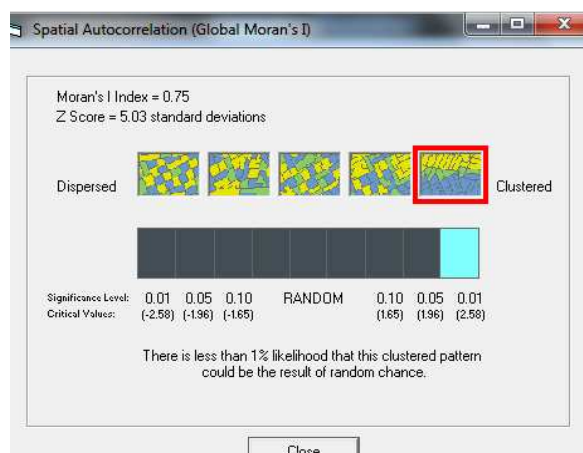 Spatial Autocorrelation (Global Moran's I)
Moran's I Index = 0.75
Z Score = 5.03 standard deviations
Dispersed Clustered
Significance Level: 0.01 0.05 0.10 RANDOM 0.10 0.05 0.01
Critical Values: (-2.58) (-1.96) (-1.65) (1.65) (1.96) (2.58)
There is less than 1% likelihood that this clustered pattern
could be the result of random chance.
Close